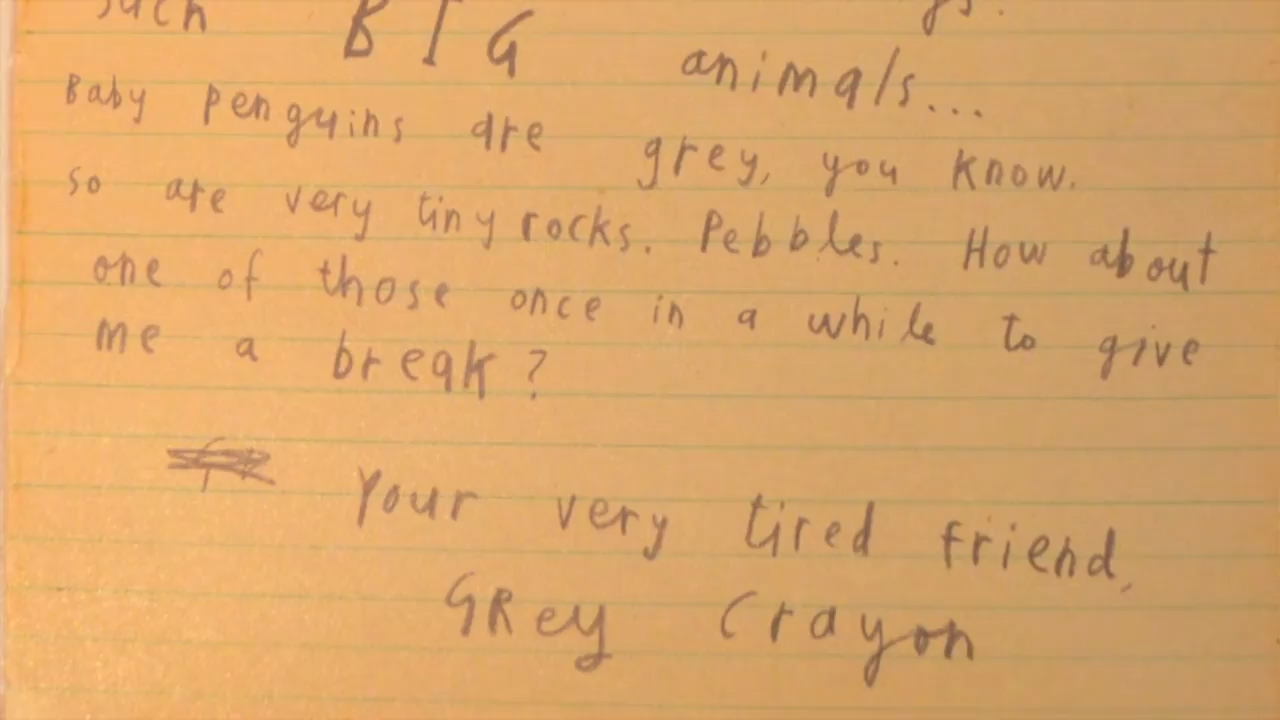 such BIG animals...
Baby penguins are grey, you know.
so are very tiny rocks. Pebbles. How about
one of those once in a while to give
me a break?
Your very tired friend,
GRey Crayon